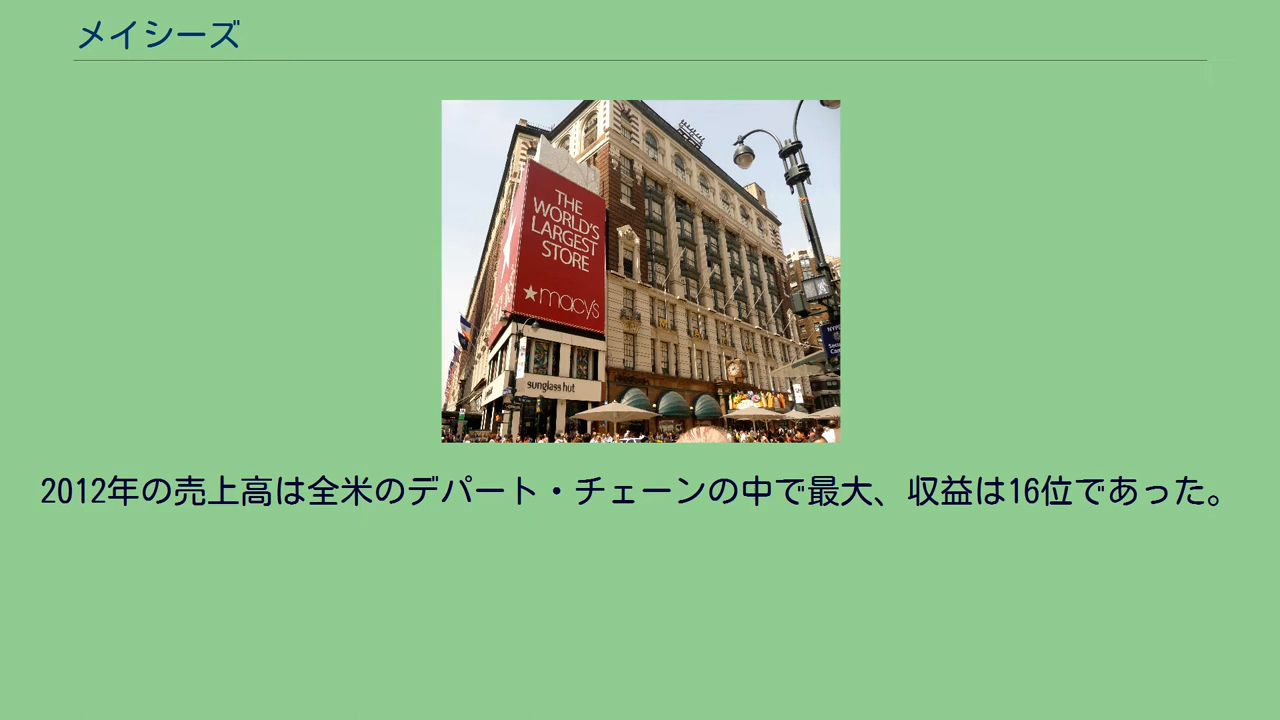 メイシーズ
THE
WORLD'S
LARGEST
STORE
★macy's
sunglass hut
NYPD
2012年の売上高は全米のデパート・チェーンの中で最大、収益は16位であった。